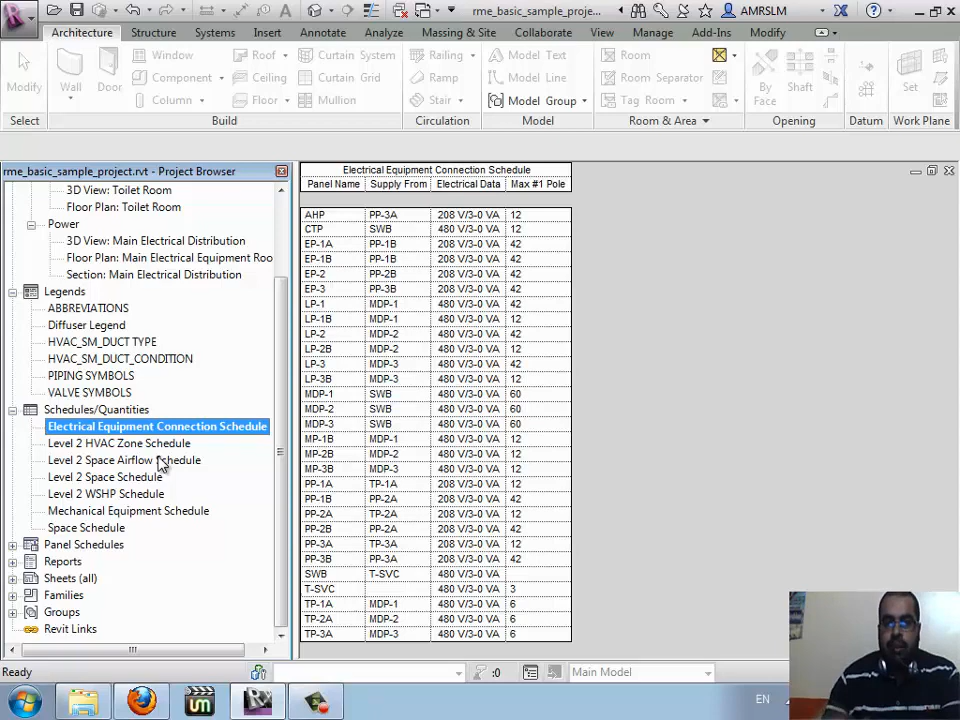 rme_basic_sample_proje...
AMRSLM
Architecture Structure Systems Insert Annotate Analyze Massing & Site Collaborate View Manage Add-Ins Modify
Modify
Wall
Door
Window
Component
Column
Roof
Ceiling
Floor
Curtain System
Curtain Grid
Mullion
Railing
Ramp
Stair
Model Text
Model Line
Model Group
Room
Room Separator
Tag Room
By Face
Shaft
Set
Select Build Circulation Model Room & Area Opening Datum Work Plane
rme_basic_sample_project.rvt - Project Browser
3D View: Toilet Room
Floor Plan: Toilet Room
Power
3D View: Main Electrical Distribution
Floor Plan: Main Electrical Equipment Roo
Section: Main Electrical Distribution
Legends
ABBREVIATIONS
Diffuser Legend
HVAC_SM_DUCT TYPE
HVAC_SM_DUCT_CONDITION
PIPING SYMBOLS
VALVE SYMBOLS
Schedules/Quantities
Electrical Equipment Connection Schedule
Level 2 HVAC Zone Schedule
Level 2 Space Airflow Schedule
Level 2 Space Schedule
Level 2 WSHP Schedule
Mechanical Equipment Schedule
Space Schedule
Panel Schedules
Reports
Sheets (all)
Families
Groups
Revit Links
Electrical Equipment Connection Schedule
Panel Name Supply From Electrical Data Max #1 Pole
AHP PP-3A 208 V/3-0 VA 12
CTP SWB 480 V/3-0 VA 12
EP-1A PP-1B 208 V/3-0 VA 42
EP-1B PP-1B 208 V/3-0 VA 42
EP-2 PP-2B 208 V/3-0 VA 42
EP-3 PP-3B 208 V/3-0 VA 42
LP-1 MDP-1 480 V/3-0 VA 42
LP-1B MDP-1 480 V/3-0 VA 12
LP-2 MDP-2 480 V/3-0 VA 42
LP-2B MDP-2 480 V/3-0 VA 12
LP-3 MDP-3 480 V/3-0 VA 42
LP-3B MDP-3 480 V/3-0 VA 12
MDP-1 SWB 480 V/3-0 VA 60
MDP-2 SWB 480 V/3-0 VA 60
MDP-3 SWB 480 V/3-0 VA 60
MP-1B MDP-1 480 V/3-0 VA 12
MP-2B MDP-2 480 V/3-0 VA 12
MP-3B MDP-3 480 V/3-0 VA 12
PP-1A TP-1A 208 V/3-0 VA 12
PP-1B PP-2A 208 V/3-0 VA 42
PP-2A TP-2A 208 V/3-0 VA 12
PP-2B PP-2A 208 V/3-0 VA 42
PP-3A TP-3A 208 V/3-0 VA 12
PP-3B PP-3A 208 V/3-0 VA 42
SWB T-SVC 480 V/3-0 VA
T-SVC 480 V/3-0 VA 3
TP-1A MDP-1 480 V/3-0 VA 6
TP-2A MDP-2 480 V/3-0 VA 6
TP-3A MDP-3 480 V/3-0 VA 6
Ready
:0
Main Model
um
EN